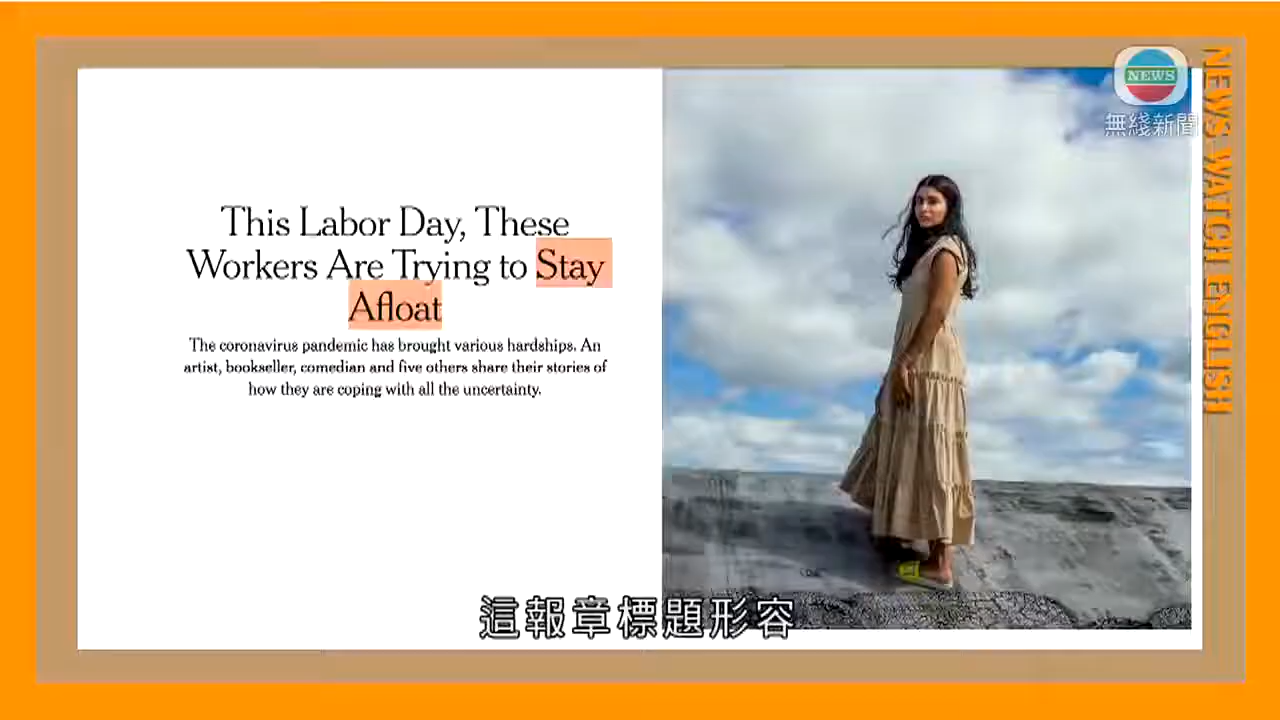 NEWS
無綫新聞
NEWS WATCH ENGLISH
This Labor Day, These
Workers Are Trying to Stay
Afloat
The coronavirus pandemic has brought various hardships. An
artist, bookseller, comedian and five others share their stories of
how they are coping with all the uncertainty.
這報章標題形容